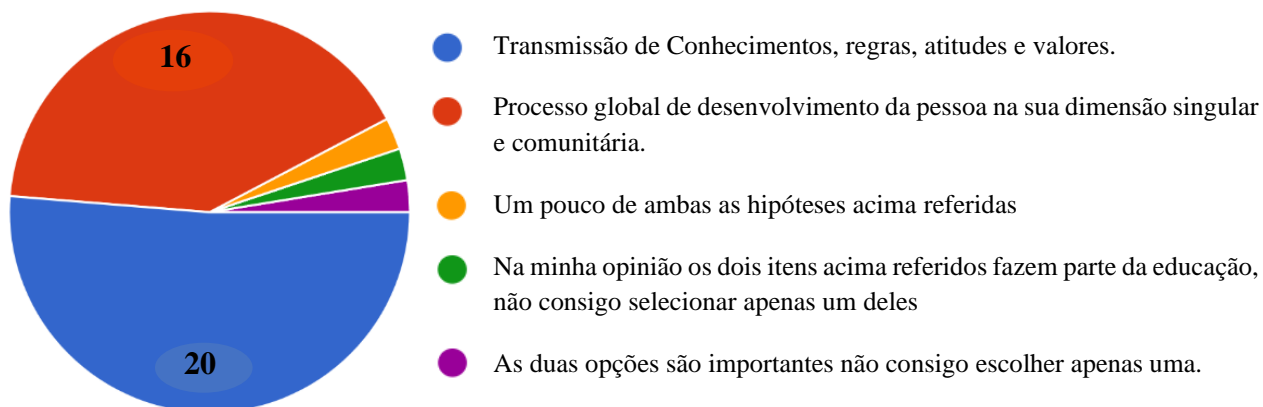 16
20
Transmissão de Conhecimentos, regras, atitudes e valores.
Processo global de desenvolvimento da pessoa na sua dimensão singular
e comunitária.
Um pouco de ambas as hipóteses acima referidas
Na minha opinião os dois itens acima referidos fazem parte da educação,
não consigo selecionar apenas um deles
As duas opções são importantes não consigo escolher apenas uma.